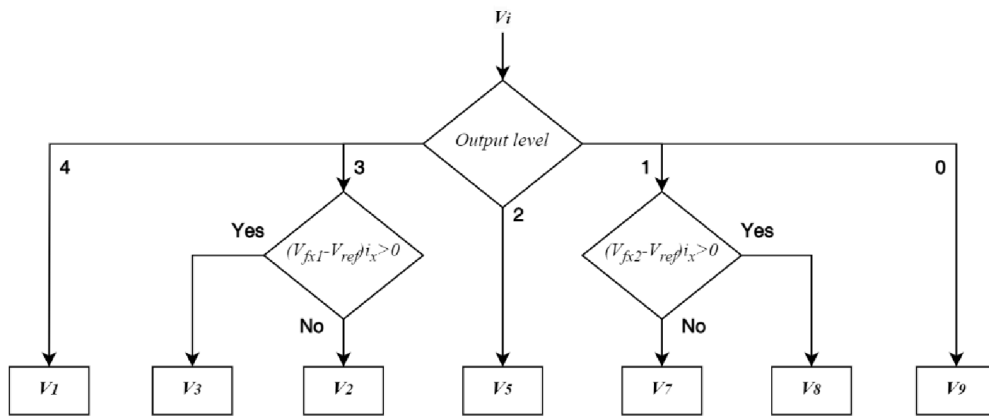 Vi
Output level
4
3
2
1
0
Yes
(Vfx1-Vref)ix>0
(Vfx2-Vref)ix>0
Yes
No
No
V1
V3
V2
V5
V7
V8
V9